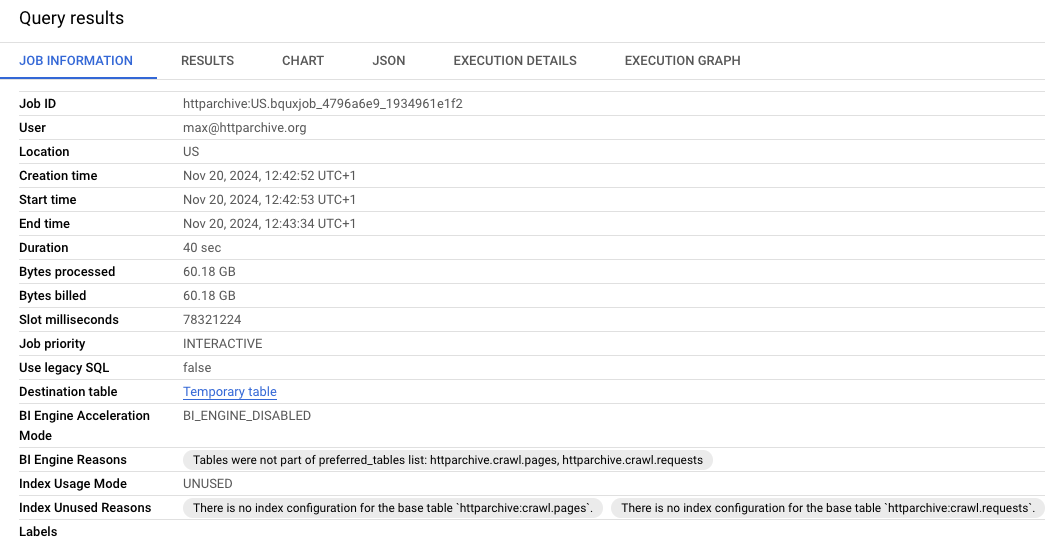 Query results
JOB INFORMATION RESULTS CHART JSON EXECUTION DETAILS EXECUTION GRAPH
Job ID httparchive:US.bquxjob_4796a6e9_1934961e1f2
User max@httparchive.org
Location US
Creation time Nov 20, 2024, 12:42:52 UTC+1
Start time Nov 20, 2024, 12:42:53 UTC+1
End time Nov 20, 2024, 12:43:34 UTC+1
Duration 40 sec
Bytes processed 60.18 GB
Bytes billed 60.18 GB
Slot milliseconds 78321224
Job priority INTERACTIVE
Use legacy SQL false
Destination table Temporary table
BI Engine Acceleration BI_ENGINE_DISABLED
Mode
BI Engine Reasons Tables were not part of preferred_tables list: httparchive.crawl.pages, httparchive.crawl.requests
Index Usage Mode UNUSED
Index Unused Reasons There is no index configuration for the base table `httparchive:crawl.pages`. There is no index configuration for the base table `httparchive:crawl.requests`.
Labels